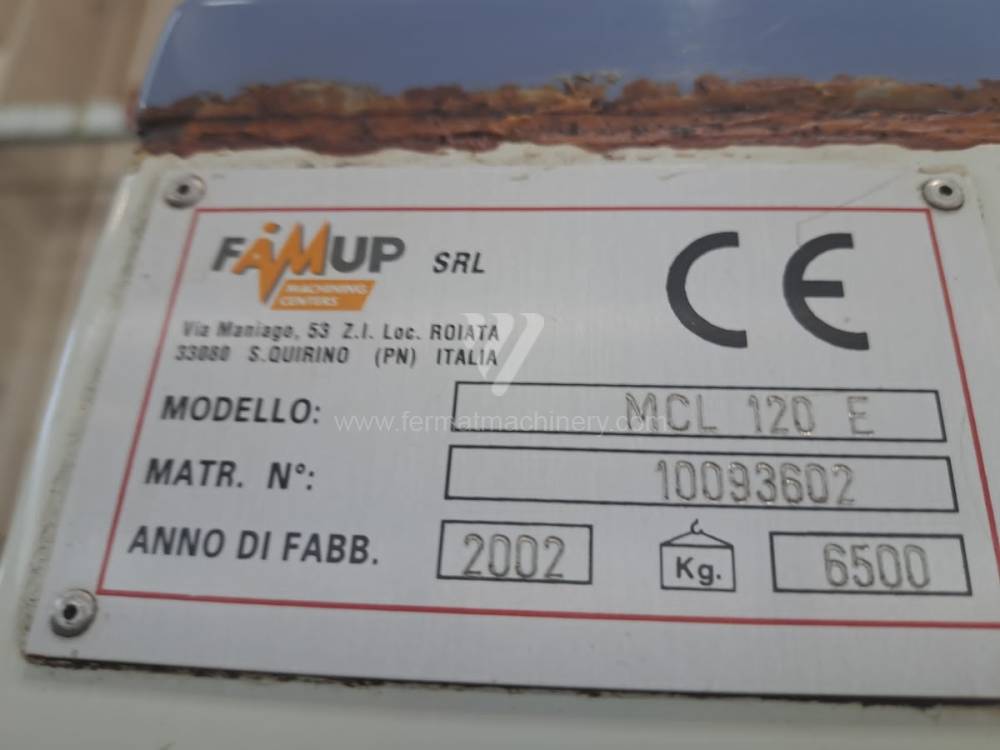 FAMUP SRL
MACHINING
CENTERS
CE
Via Maniago, 53 Z.I. Loc. ROIATA
33080 S.QUIRINO (PN) ITALIA
MODELLO: MCL 120 E
www.fermatmachinery.com
MATR. N°: 10093602
ANNO DI FABB. 2002 Kg. 6500